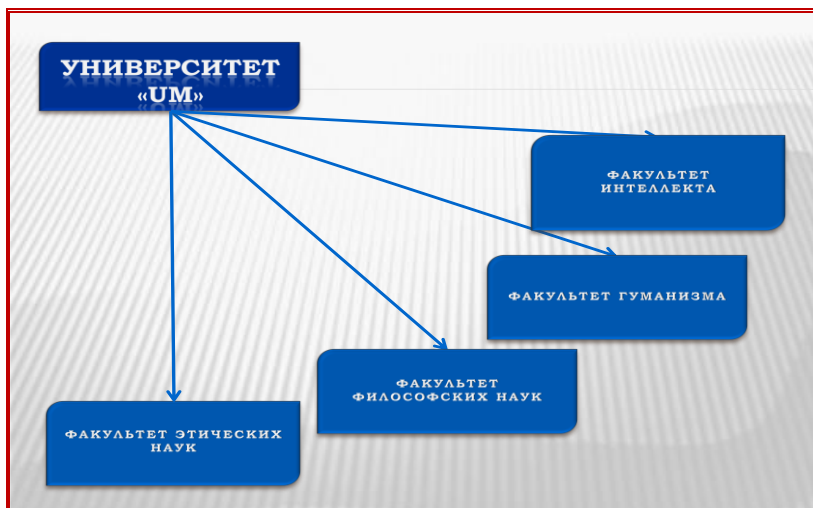 УНИВЕРСИТЕТ
«UM»
ФАКУЛЬТЕТ
ИНТЕЛЛЕКТА
ФАКУЛЬТЕТ ГУМАНИЗМА
ФАКУЛЬТЕТ
ФИЛОСОФСКИХ НАУК
ФАКУЛЬТЕТ ЭТИЧЕСКИХ
НАУК